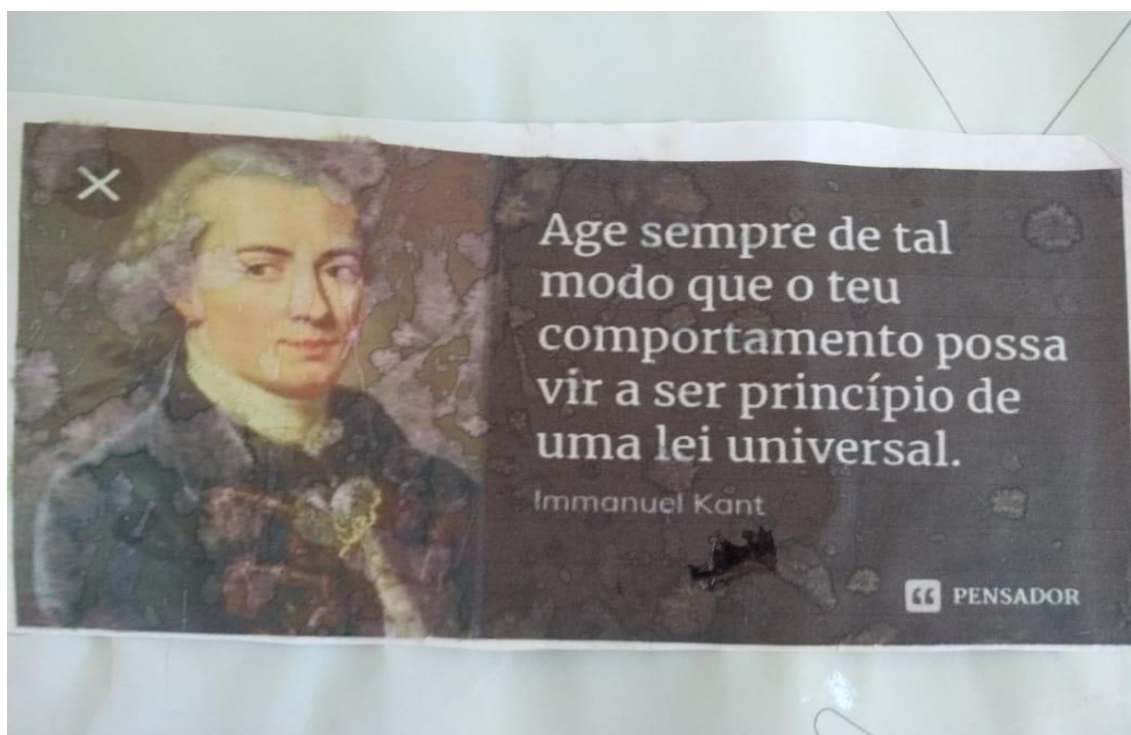 Age sempre de tal
modo que o teu
comportamento possa
vir a ser princípio de
uma lei universal.
Immanuel Kant
PENSADOR